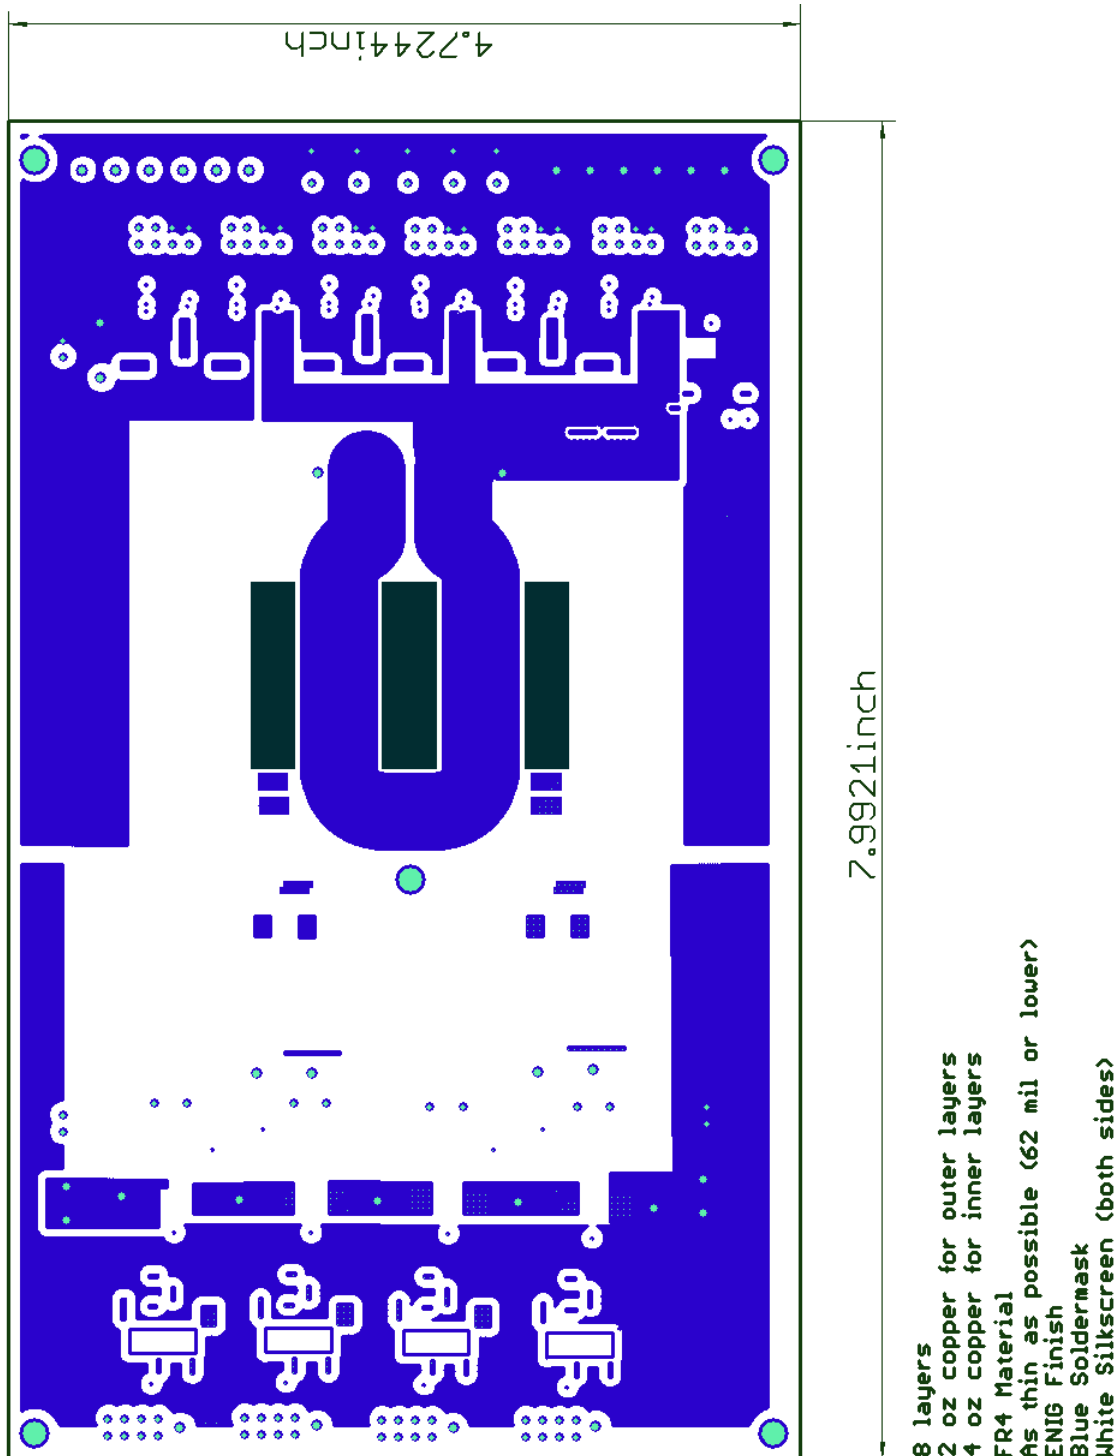 4.7244inch
7.9921inch
8 layers
2 oz copper for outer layers
4 oz copper for inner layers
FR4 Material
As thin as possible (62 mil or lower)
ENIG Finish
Blue Soldermask
White Silkscreen (both sides)